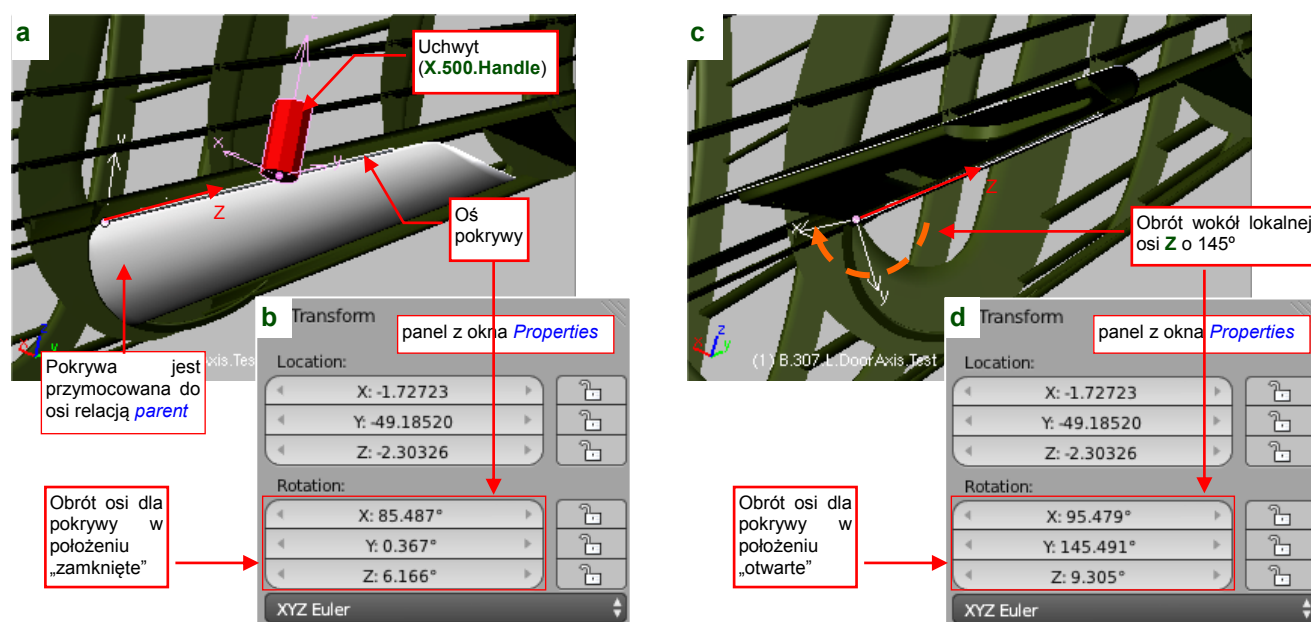 a
Uchwyt
(X.500.Handle)
z
x
y
y
Z
Oś
pokrywy
Pokrywa jest
przymocowana do
osi relacją parent
xis.Tes
x
z
y
b
Transform
panel z okna Properties
Location:
X: -1.72723
Y: -49.18520
Z: -2.30326
Rotation:
X: 85.487°
Y: 0.367°
Z: 6.166°
XYZ Euler
Obrót osi dla
pokrywy w
położeniu
„zamknięte”
c
Z
x
y
Obrót wokół lokalnej
osi Z o 145º
x
z
y
(1) B.307.L.DoorAxis.Test
d
Transform
panel z okna Properties
Location:
X: -1.72723
Y: -49.18520
Z: -2.30326
Rotation:
X: 95.479°
Y: 145.491°
Z: 9.305°
XYZ Euler
Obrót osi dla
pokrywy w
położeniu
„otwarte”